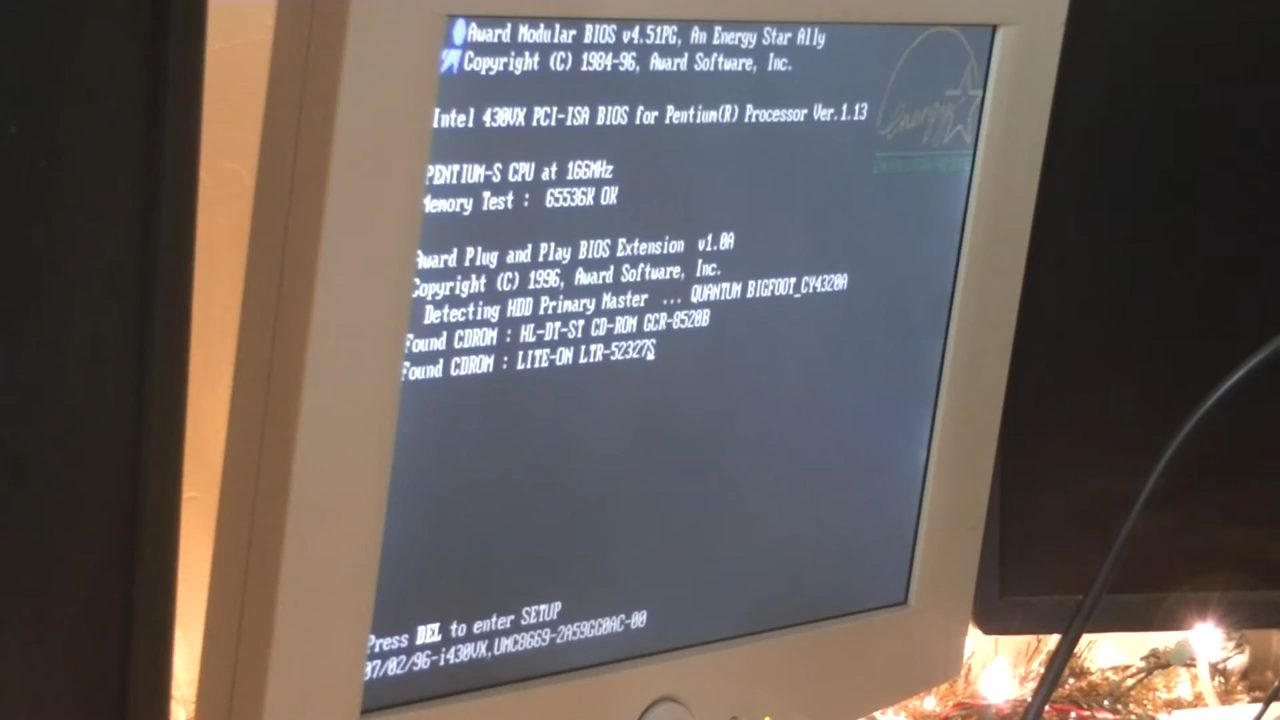 Award Modular BIOS v4.51PG, An Energy Star Ally
Copyright (C) 1984-96, Award Software, Inc.
energy
Intel 430VX PCI-ISA BIOS for Pentium(R) Processor Ver.1.13
PENTIUM-S CPU at 166MHz
Memory Test : 65536K OK
Award Plug and Play BIOS Extension v1.0A
Copyright (C) 1996, Award Software, Inc.
Detecting HDD Primary Master ... QUANTUM BIGFOOT_CY4320A
Found CDROM : HL-DT-ST CD-ROM GCR-8520B
Found CDROM : LITE-ON LTR-52327S
Press DEL to enter SETUP
07/02/96-i430VX,UMC8669-2A59GG0AC-00